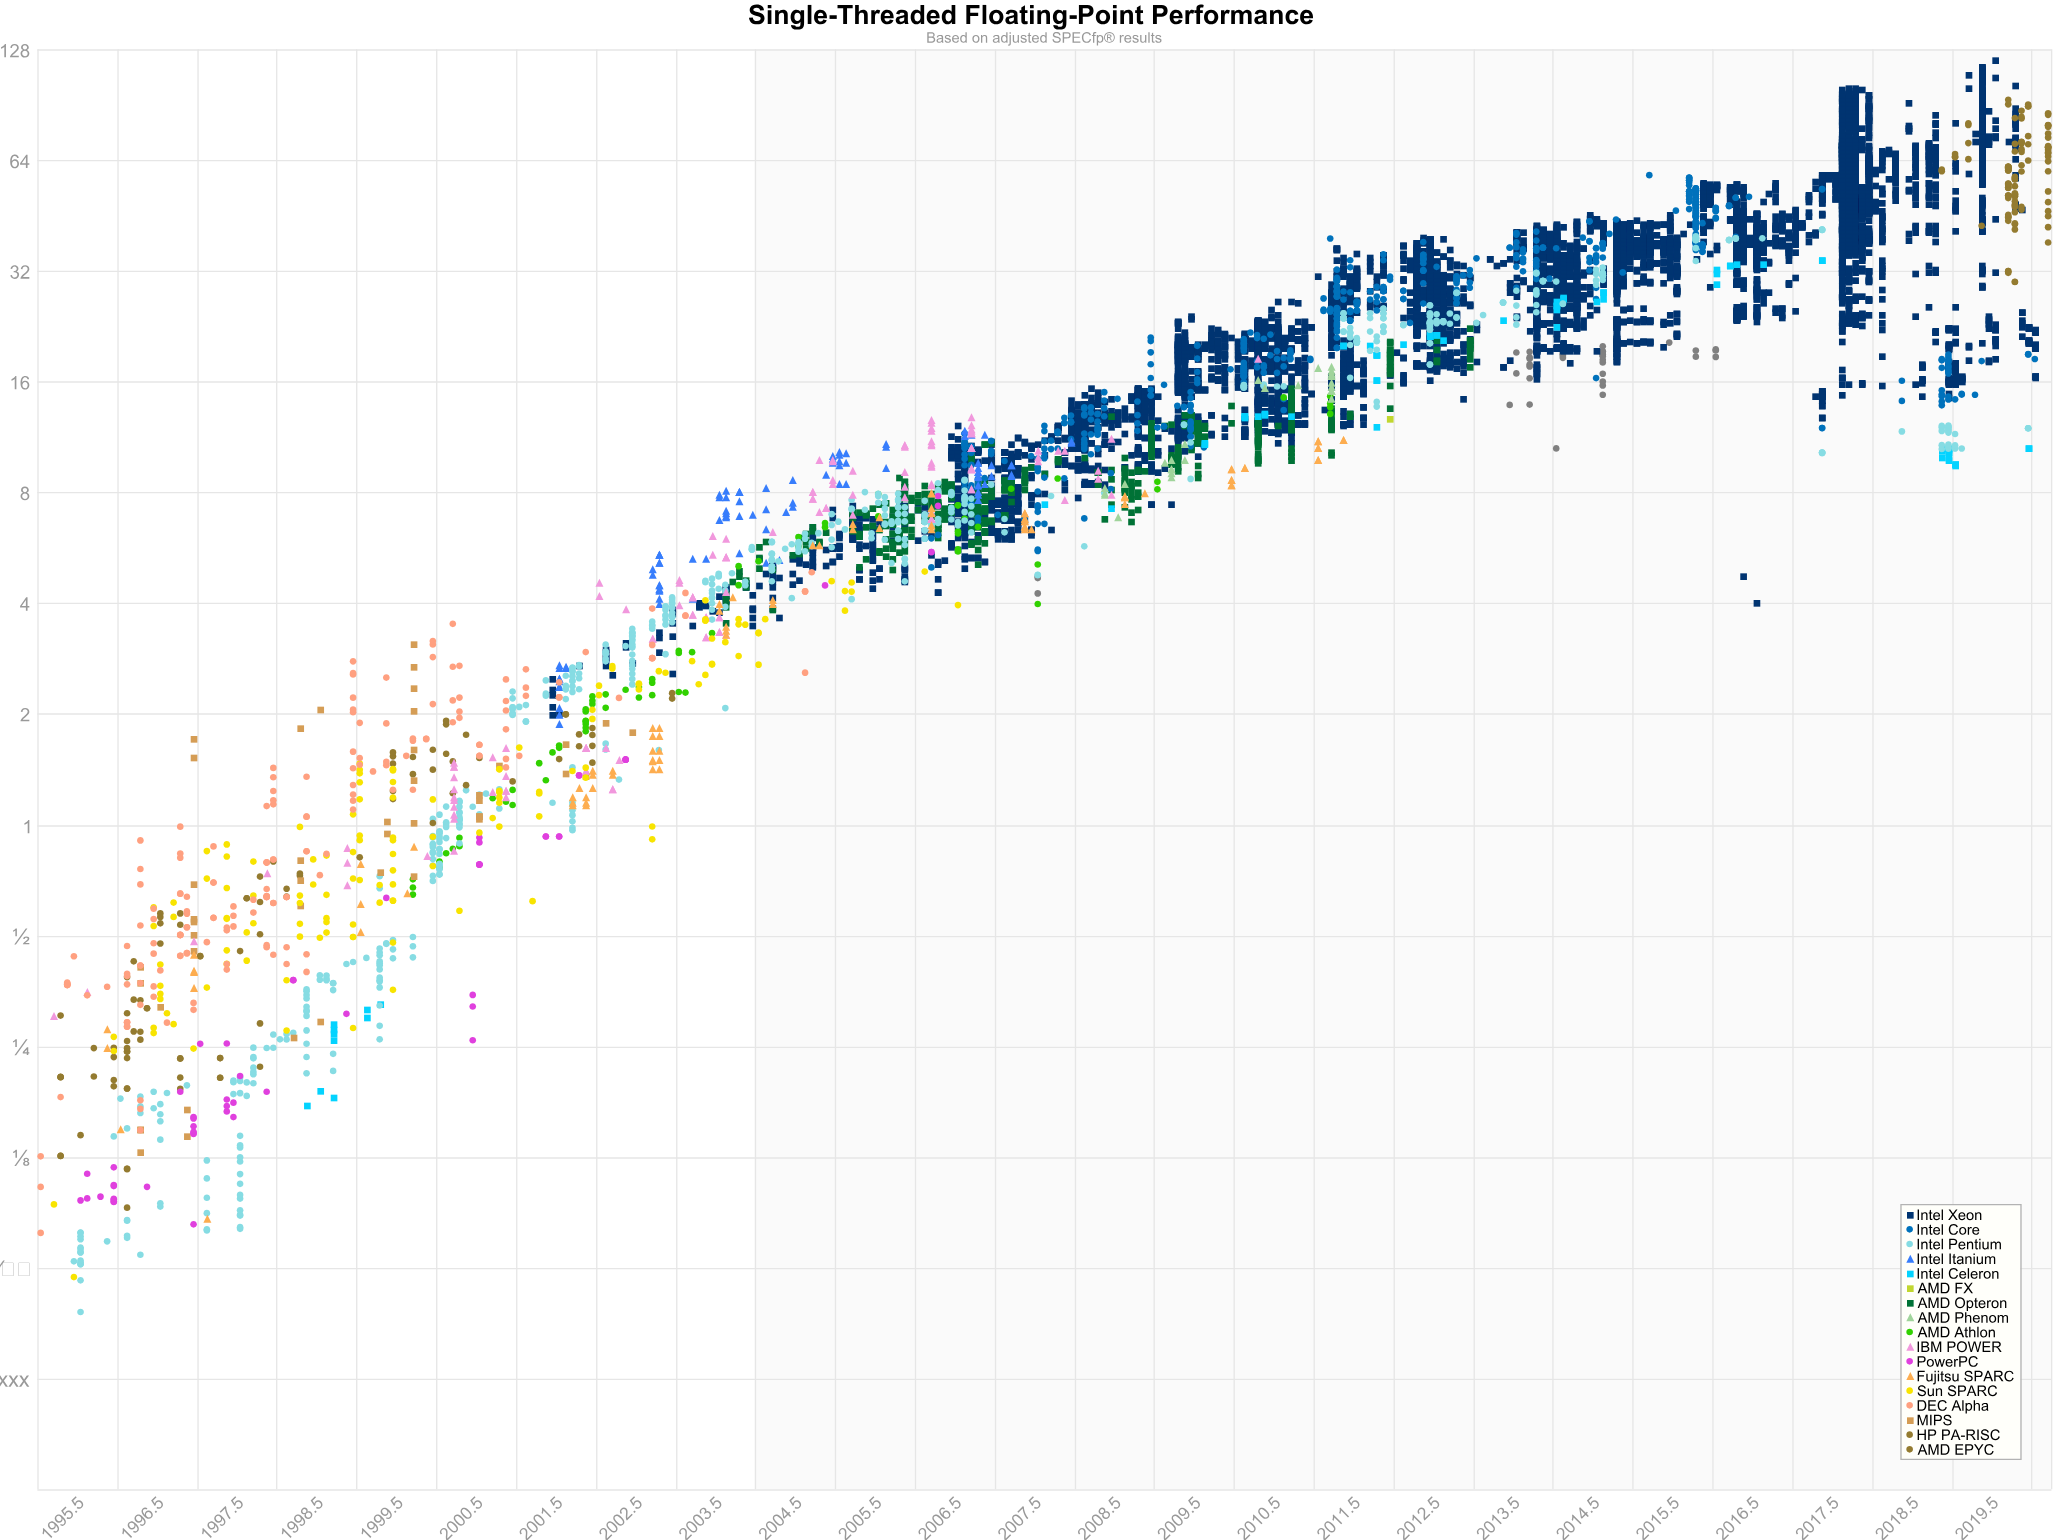 Single-Threaded Floating-Point Performance
Based on adjusted SPECfp® results
128
64
32
16
8
4
2
1
½
¼
⅛
xxx
1995.5
1996.5
1997.5
1998.5
1999.5
2000.5
2001.5
2002.5
2003.5
2004.5
2005.5
2006.5
2007.5
2008.5
2009.5
2010.5
2011.5
2012.5
2013.5
2014.5
2015.5
2016.5
2017.5
2018.5
2019.5
Intel Xeon
Intel Core
Intel Pentium
Intel Itanium
Intel Celeron
AMD FX
AMD Opteron
AMD Phenom
AMD Athlon
IBM POWER
PowerPC
Fujitsu SPARC
Sun SPARC
DEC Alpha
MIPS
HP PA-RISC
AMD EPYC